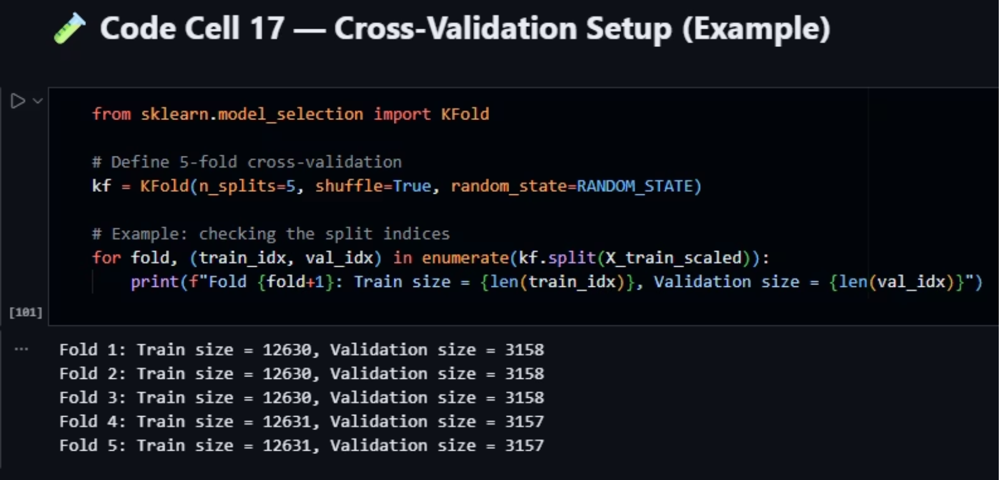 🧪 Code Cell 17 — Cross-Validation Setup (Example)
from sklearn.model_selection import KFold
# Define 5-fold cross-validation
kf = KFold(n_splits=5, shuffle=True, random_state=RANDOM_STATE)
# Example: checking the split indices
for fold, (train_idx, val_idx) in enumerate(kf.split(X_train_scaled)):
    print(f"Fold {fold+1}: Train size = {len(train_idx)}, Validation size = {len(val_idx)}")
[101]
...
Fold 1: Train size = 12630, Validation size = 3158
Fold 2: Train size = 12630, Validation size = 3158
Fold 3: Train size = 12630, Validation size = 3158
Fold 4: Train size = 12631, Validation size = 3157
Fold 5: Train size = 12631, Validation size = 3157